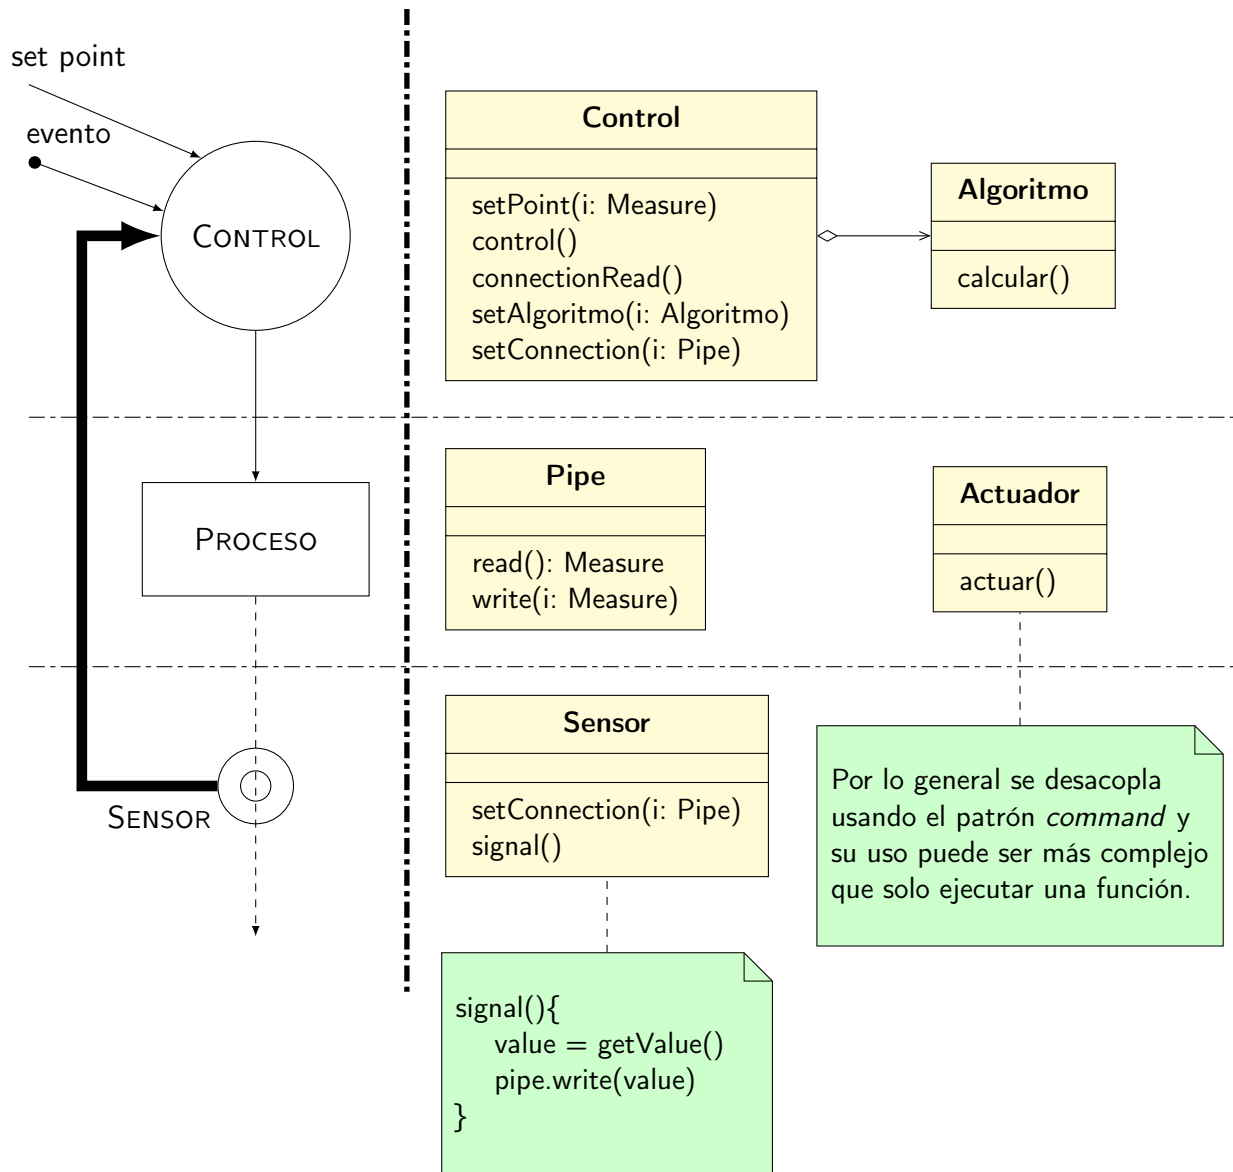 set point
evento
CONTROL
PROCESO
SENSOR
Control
setPoint(i: Measure)
control()
connectionRead()
setAlgoritmo(i: Algoritmo)
setConnection(i: Pipe)
Algoritmo
calcular()
Pipe
read(): Measure
write(i: Measure)
Actuador
actuar()
Sensor
setConnection(i: Pipe)
signal()
Por lo general se desacopla
usando el patrón command y
su uso puede ser más complejo
que solo ejecutar una función.
signal(){
value = getValue()
pipe.write(value)
}